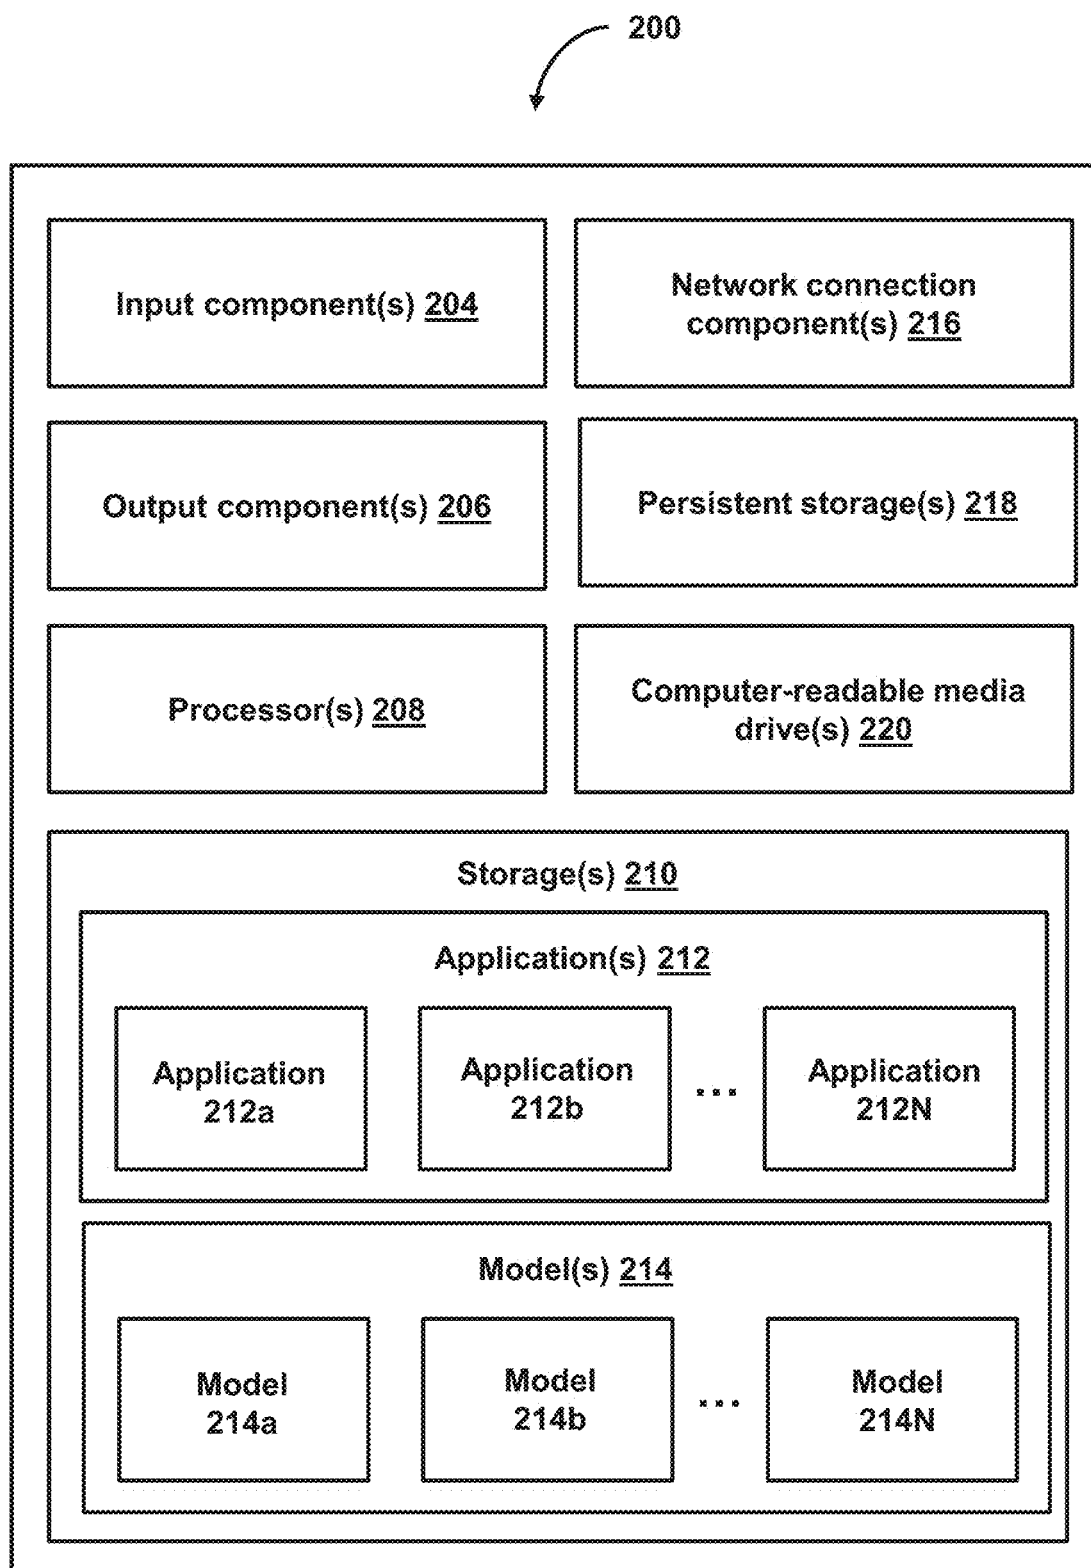 200
Input component(s) 204
Network connection
component(s) 216
Output component(s) 206
Persistent storage(s) 218
Processor(s) 208
Computer-readable media
drive(s) 220
Storage(s) 210
Application(s) 212
Application
212a
Application
212b
...
Application
212N
Model(s) 214
Model
214a
Model
214b
...
Model
214N